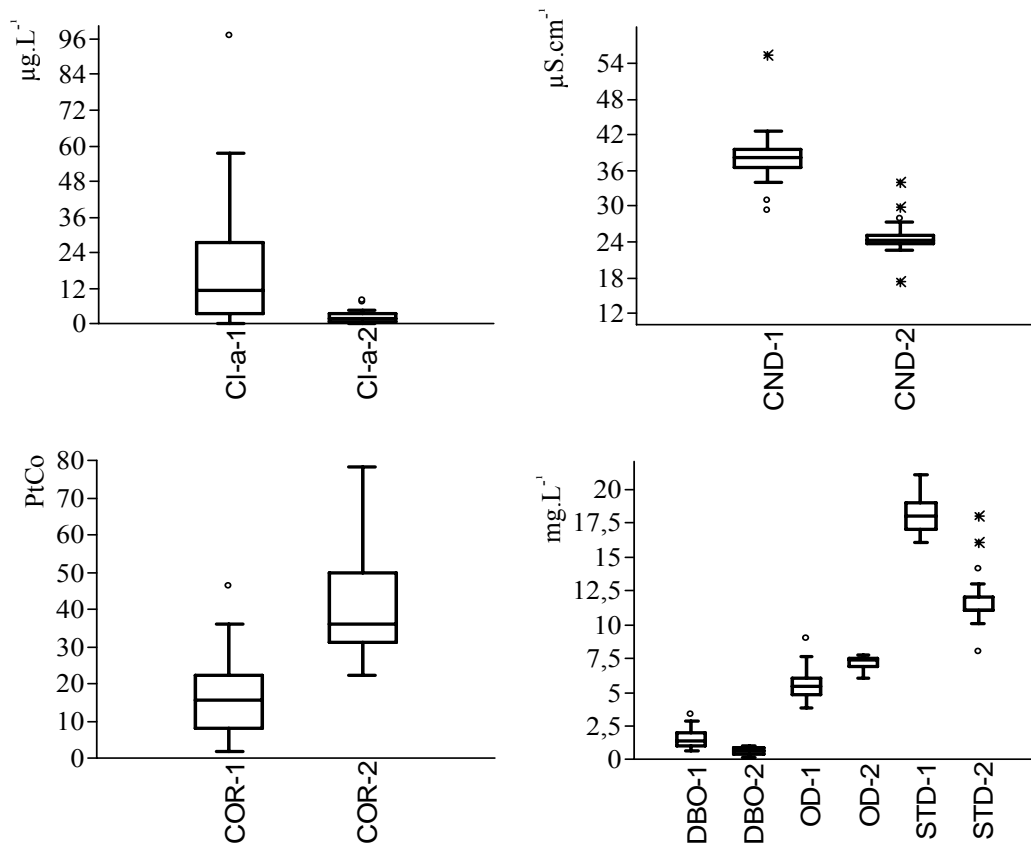 µg.L⁻¹
96
84
72
60
48
36
24
12
0
Cl-a-1
Cl-a-2
µS.cm⁻¹
54
48
42
36
30
24
18
12
CND-1
CND-2
PtCo
80
70
60
50
40
30
20
10
0
COR-1
COR-2
mg.L⁻¹
20
17,5
15
12,5
10
7,5
5
2,5
0
DBO-1
DBO-2
OD-1
OD-2
STD-1
STD-2